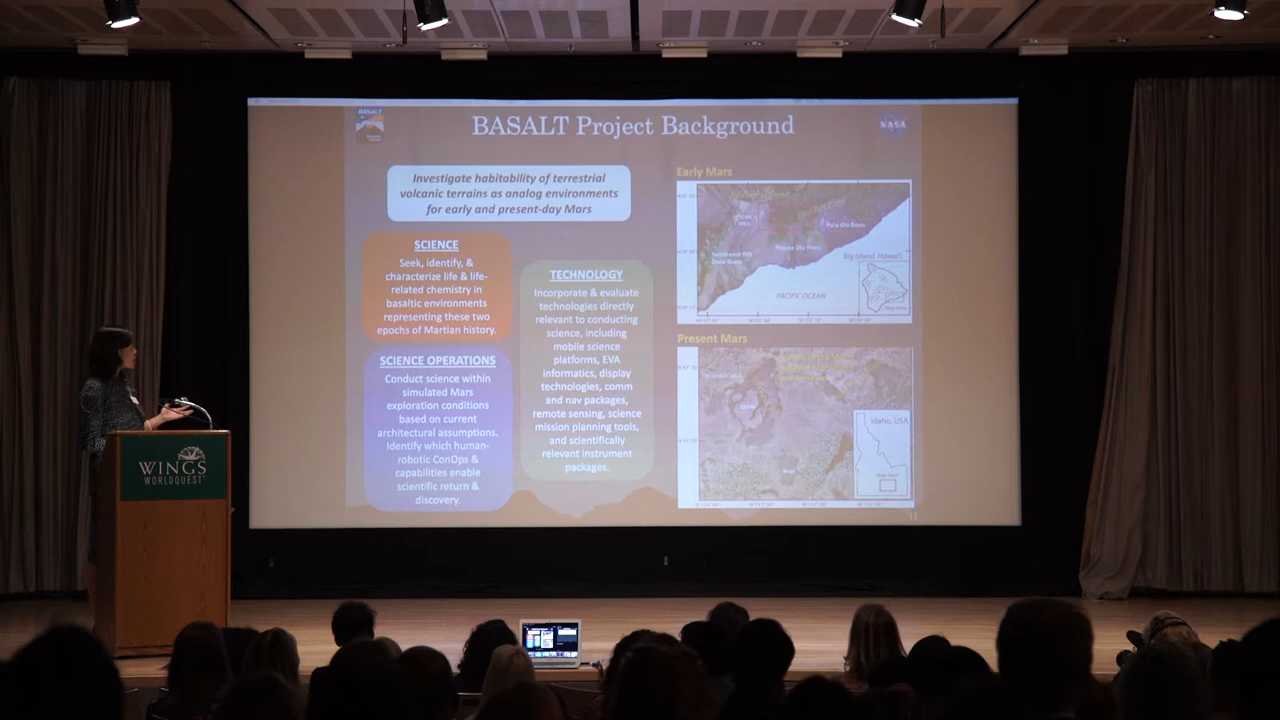 BASALT
BASALT Project Background
NASA
Investigate habitability of terrestrial
volcanic terrains as analog environments
for early and present-day Mars
SCIENCE
Seek, identify, &
characterize life & life-
related chemistry in
basaltic environments
representing these two
epochs of Martian history.
SCIENCE OPERATIONS
Conduct science within
simulated Mars
exploration conditions
based on current
architectural assumptions.
Identify which human-
robotic ConOps &
capabilities enable
scientific return &
discovery.
TECHNOLOGY
Incorporate & evaluate
technologies directly
relevant to conducting
science, including
mobile science
platforms, EVA
informatics, display
technologies, comm
and nav packages,
remote sensing, science
mission planning tools,
and scientifically
relevant instrument
packages.
Early Mars
Big Island, Hawai'i
PACIFIC OCEAN
Present Mars
Idaho, USA
WINGS
WORLDQUEST